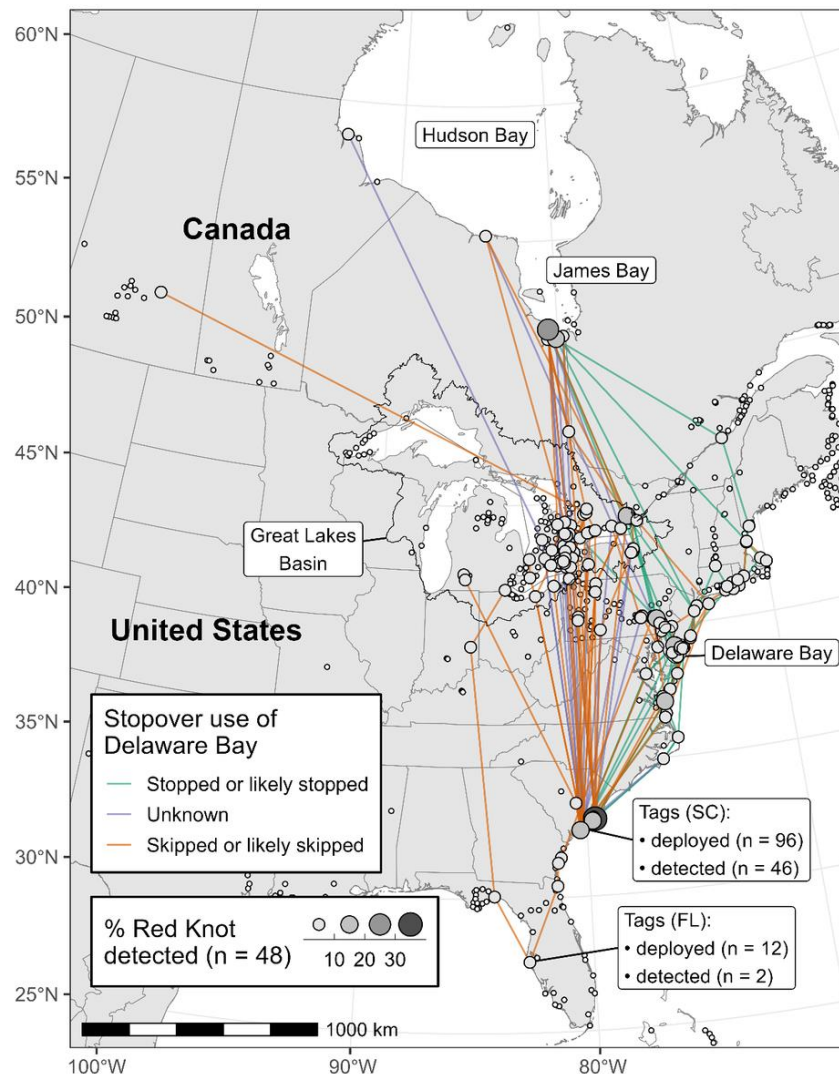 60°N
55°N
50°N
45°N
40°N
35°N
30°N
25°N
Hudson Bay
Canada
James Bay
Great Lakes
Basin
United States
Delaware Bay
Stopover use of
Delaware Bay
Stopped or likely stopped
Unknown
Skipped or likely skipped
Tags (SC):
• deployed (n = 96)
• detected (n = 46)
% Red Knot
detected (n = 48)
10 20 30
Tags (FL):
• deployed (n = 12)
• detected (n = 2)
1000 km
100°W
90°W
80°W